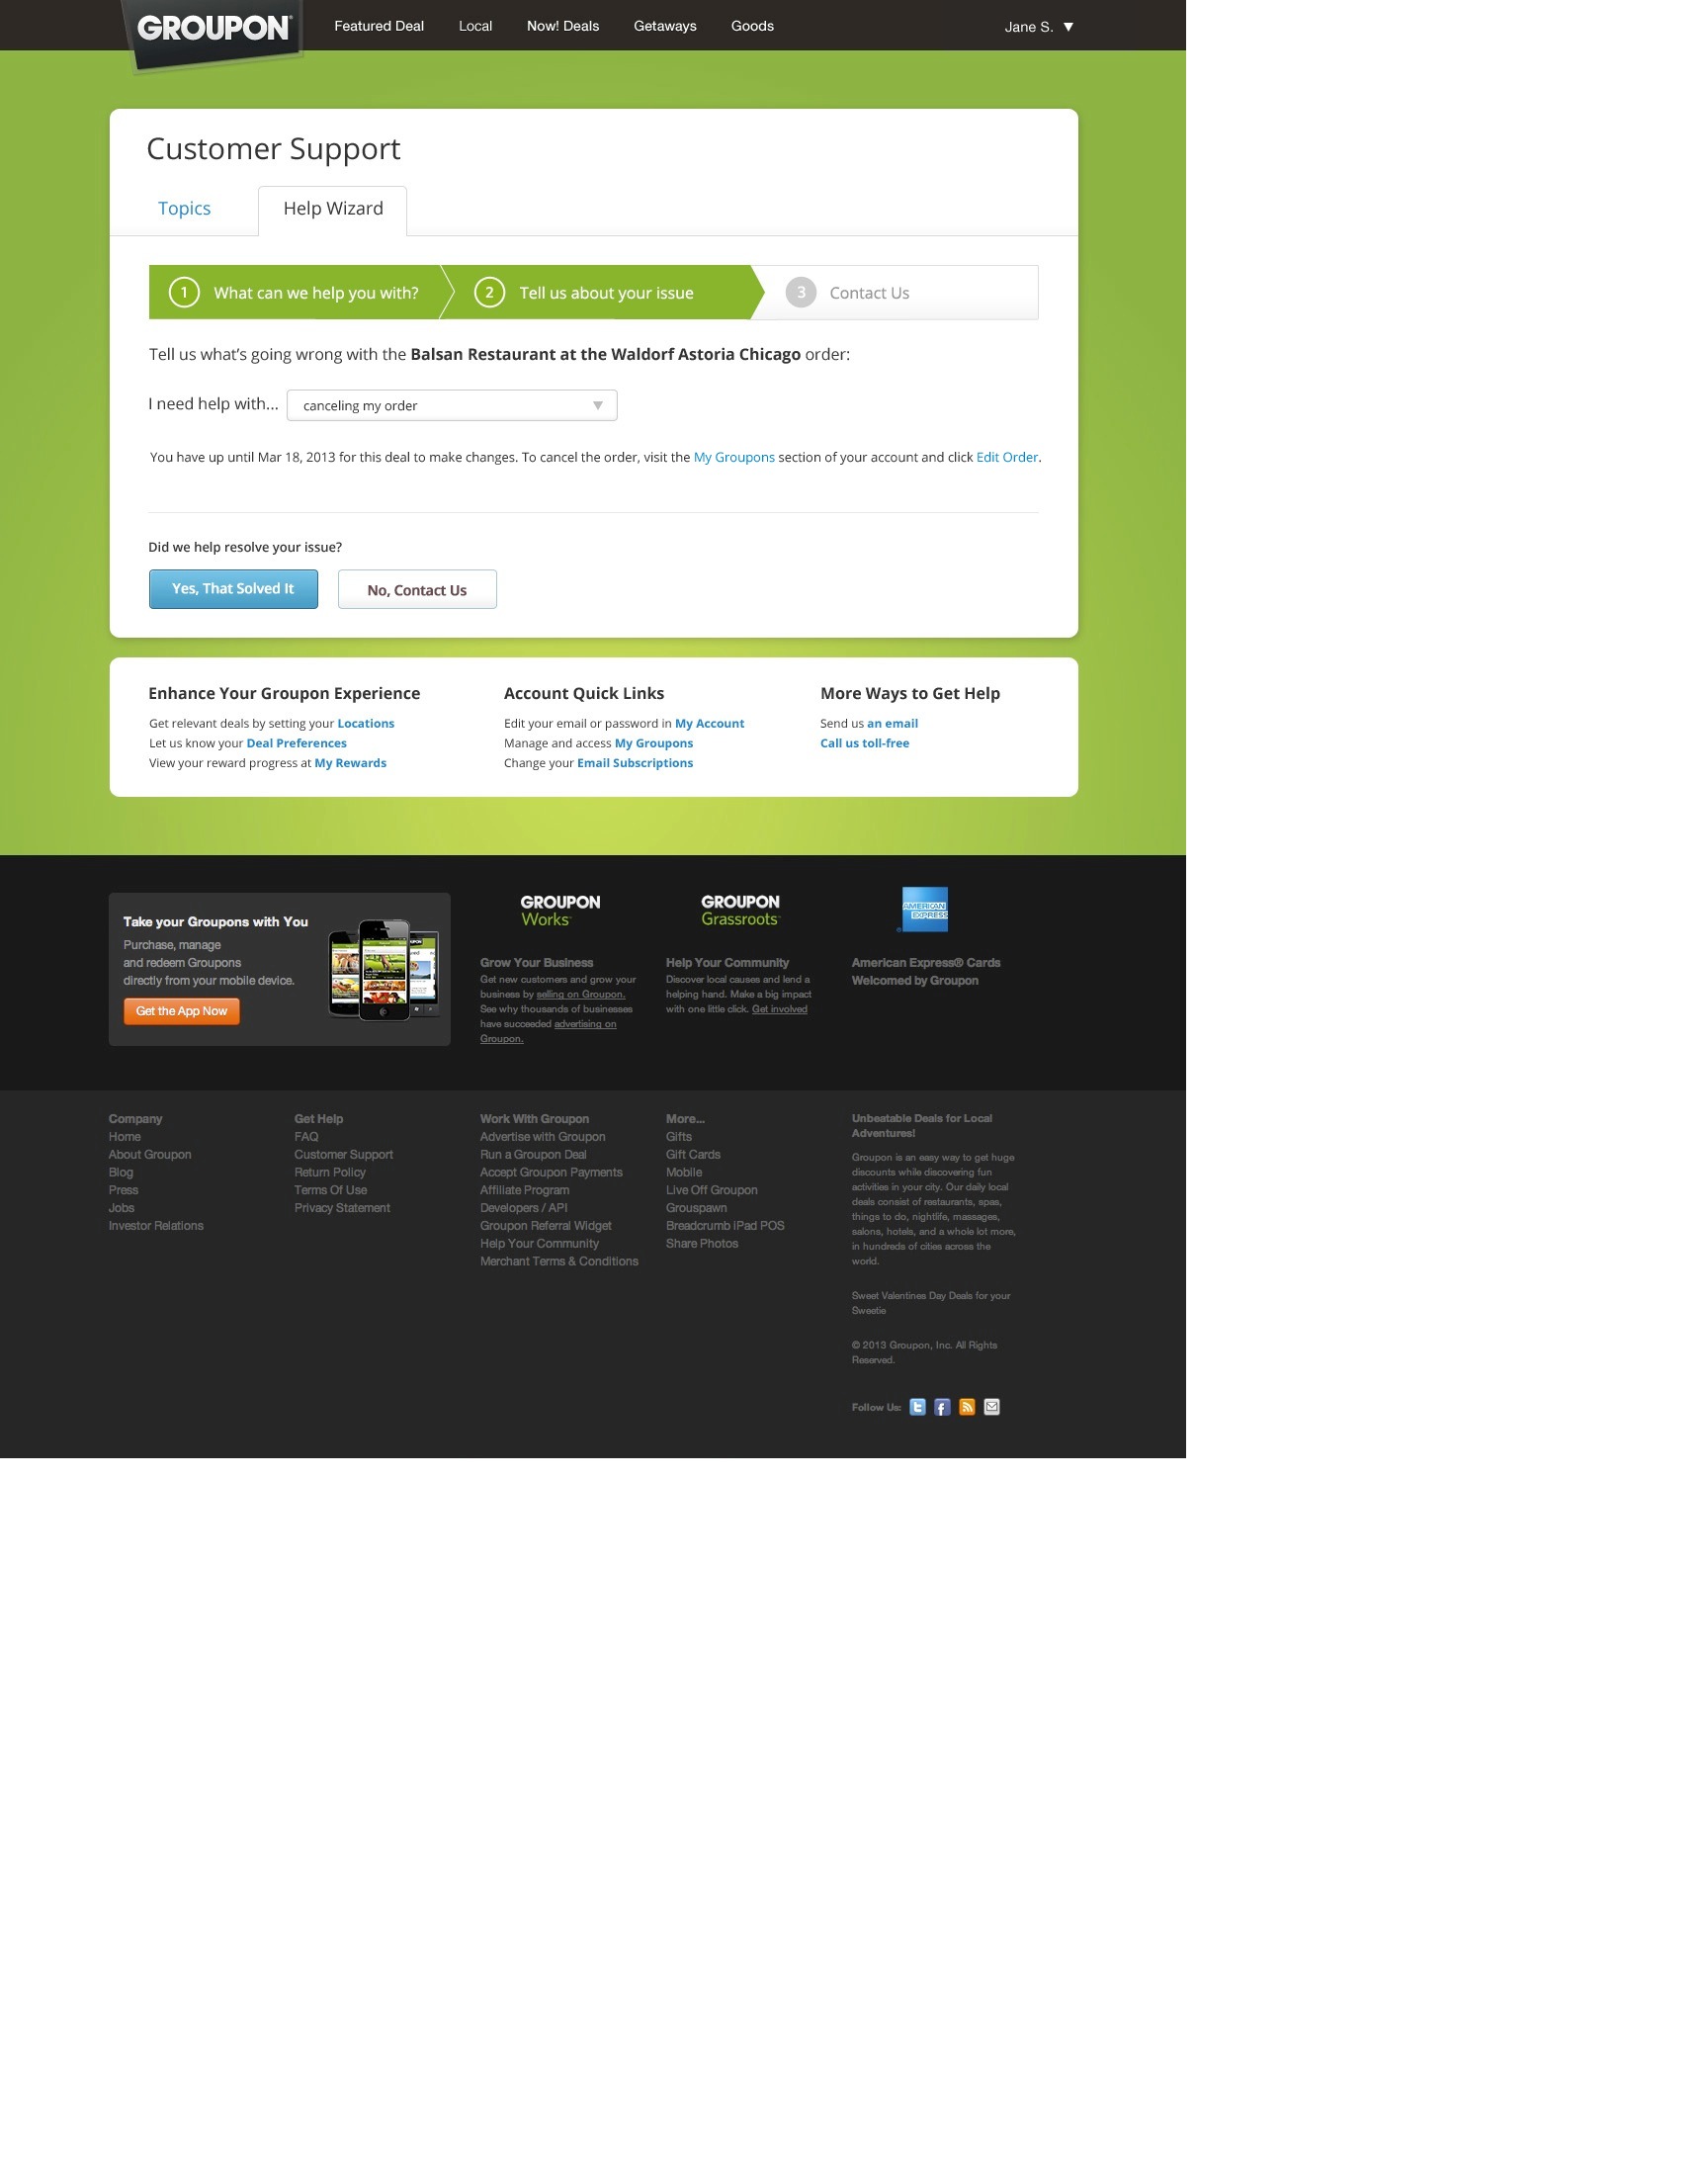 GROUPON
Featured Deal Local Now! Deals Getaways Goods
Jane S.
Customer Support
Topics Help Wizard
1 What can we help you with? 2 Tell us about your issue 3 Contact Us
Tell us what's going wrong with the Balsan Restaurant at the Waldorf Astoria Chicago order:
I need help with... canceling my order
You have up until Mar 18, 2013 for this deal to make changes. To cancel the order, visit the My Groupons section of your account and click Edit Order.
Did we help resolve your issue?
Yes, That Solved It No, Contact Us
Enhance Your Groupon Experience
Get relevant deals by setting your Locations
Let us know your Deal Preferences
View your reward progress at My Rewards
Account Quick Links
Edit your email or password in My Account
Manage and access My Groupons
Change your Email Subscriptions
More Ways to Get Help
Send us an email
Call us toll-free
Take your Groupons with You
Purchase, manage
and redeem Groupons
directly from your mobile device.
Get the App Now
GROUPON
Works
Grow Your Business
Get new customers and grow your
business by selling on Groupon.
See why thousands of businesses
have succeeded advertising on
Groupon.
GROUPON
Grassroots
Help Your Community
Discover local causes and lend a
helping hand. Make a big impact
with one little click. Get involved
AMERICAN
EXPRESS
American Express® Cards
Welcomed by Groupon
Company
Home
About Groupon
Blog
Press
Jobs
Investor Relations
Get Help
FAQ
Customer Support
Return Policy
Terms Of Use
Privacy Statement
Work With Groupon
Advertise with Groupon
Run a Groupon Deal
Accept Groupon Payments
Affiliate Program
Developers / API
Groupon Referral Widget
Help Your Community
Merchant Terms & Conditions
More...
Gifts
Gift Cards
Mobile
Live Off Groupon
Grouspawn
Breadcrumb iPad POS
Share Photos
Unbeatable Deals for Local
Adventures!
Groupon is an easy way to get huge
discounts while discovering fun
activities in your city. Our daily local
deals consist of restaurants, spas,
things to do, nightlife, massages,
salons, hotels, and a whole lot more,
in hundreds of cities across the
world.
Sweet Valentines Day Deals for your
Sweetie
© 2013 Groupon, Inc. All Rights
Reserved.
Follow Us: